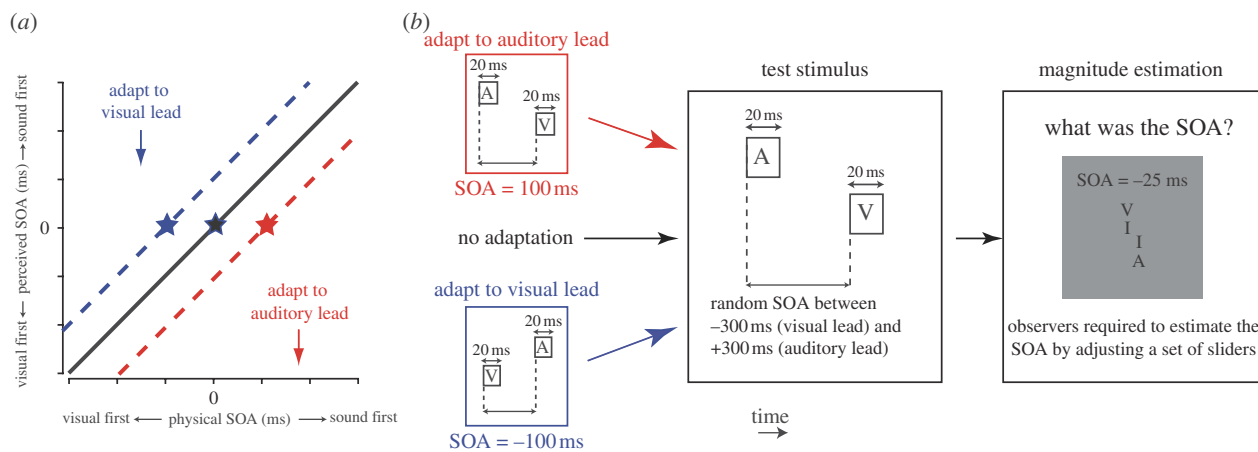 (a)
adapt to
visual lead
0
adapt to
auditory lead
visual first ← perceived SOA (ms) → sound first
0
visual first ← physical SOA (ms) → sound first
(b)
adapt to auditory lead
20 ms
A
20 ms
V
SOA = 100 ms
no adaptation
adapt to visual lead
20 ms
A
20 ms
V
SOA = –100 ms
test stimulus
20 ms
A
20 ms
V
random SOA between
–300 ms (visual lead) and
+300 ms (auditory lead)
time
magnitude estimation
what was the SOA?
SOA = –25 ms
V
I
I
A
observers required to estimate the
SOA by adjusting a set of sliders